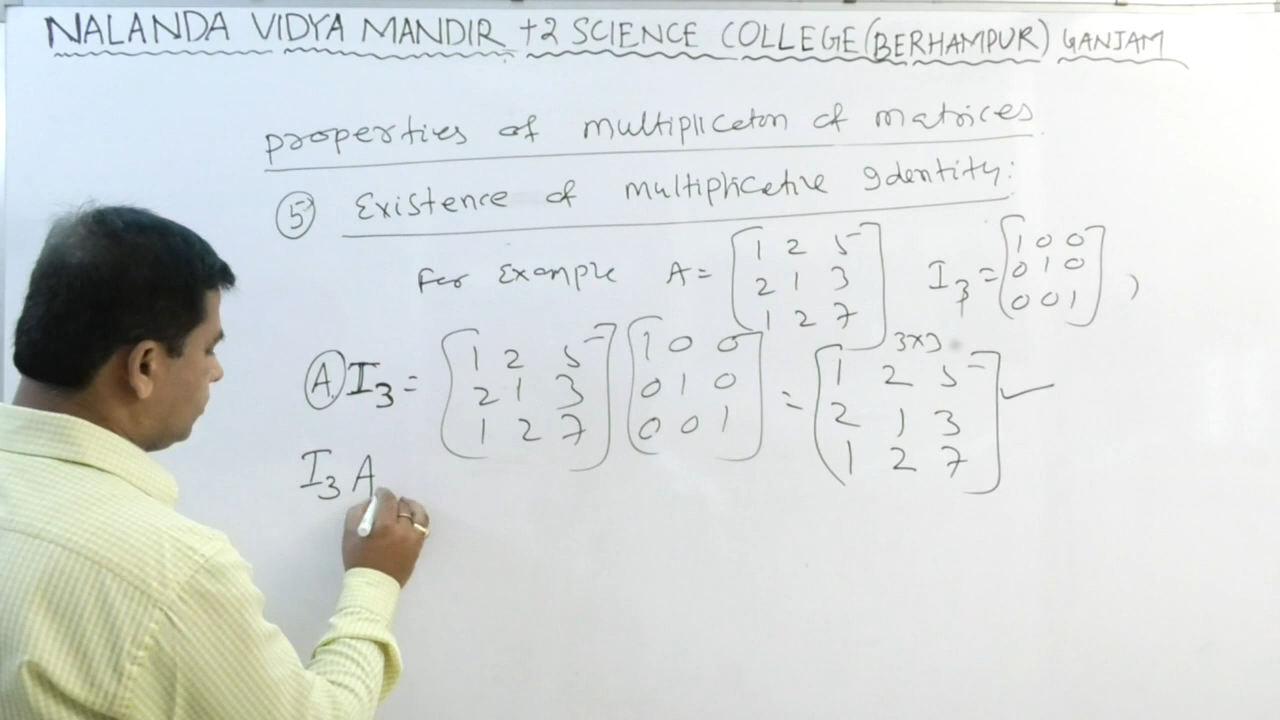 NALANDA VIDYA MANDIR +2 SCIENCE COLLEGE (BERHAMPUR) GANJAM
properties of multipliceton of matrices
⑤ Existence of multiplicetive Identity:
For Example A = [1 2 5 2 1 3 1 2 7] 3×3 I3 = [1 0 0 0 1 0 0 0 1] ,
A I3 = [1 2 5 2 1 3 1 2 7] [1 0 0 0 1 0 0 0 1] = [1 2 5 2 1 3 1 2 7] ✓
I3 A